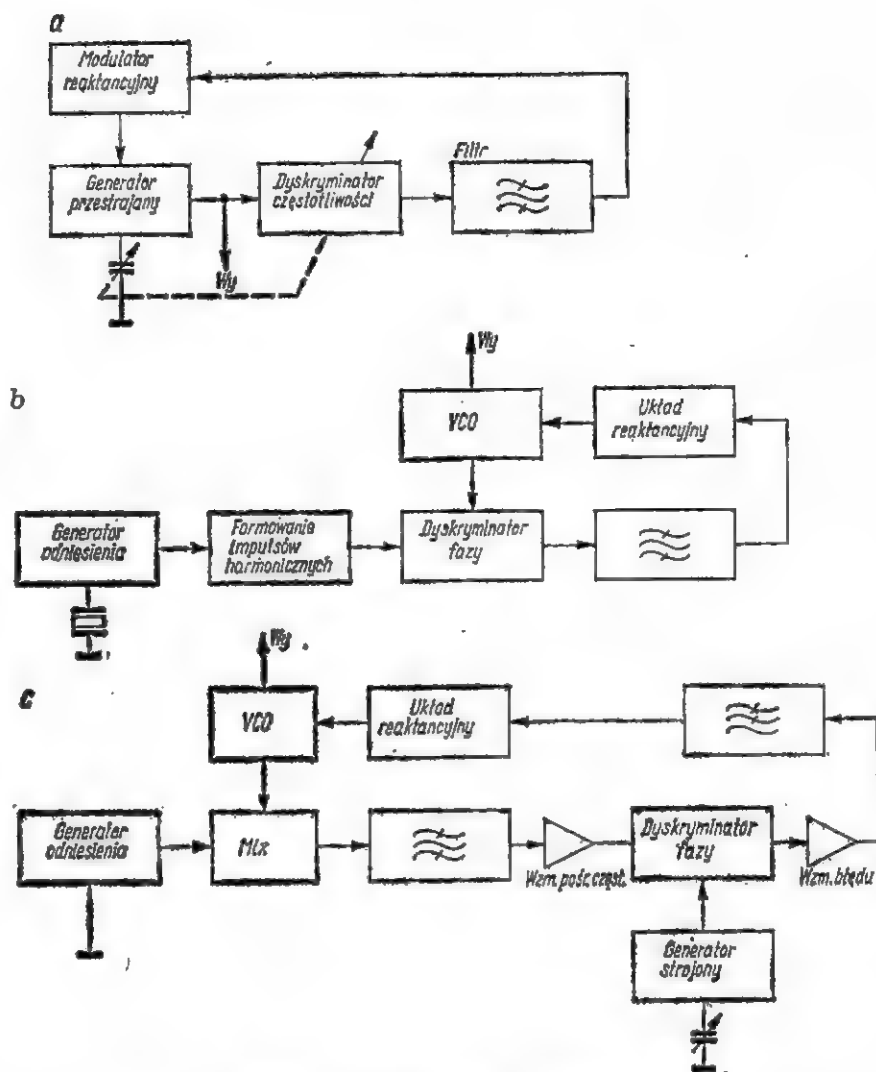 a
Modulator
reaktancyjny
Generator
przestrajany
Dyskryminator
częstotliwości
Filtr
Wy
b
Wy
VCO
Układ
reaktancyjny
Generator
odniesienia
Formowanie
impulsów
harmonicznych
Dyskryminator
fazy
c
Wy
VCO
Układ
reaktancyjny
Generator
odniesienia
Mix
Wzm. pośr. częst.
Dyskryminator
fazy
Wzm. błędu
Generator
strojony